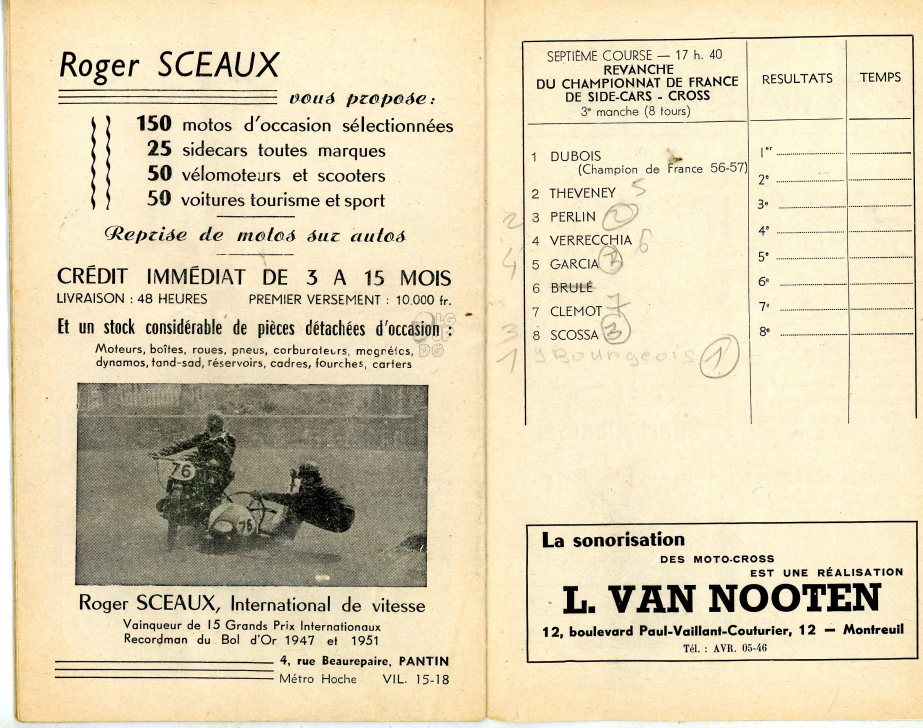 Roger SCEAUX
vous propose :
150 motos d'occasion sélectionnées
25 sidecars toutes marques
50 vélomoteurs et scooters
50 voitures tourisme et sport
Reprise de motos sur autos
CRÉDIT IMMÉDIAT DE 3 A 15 MOIS
LIVRAISON : 48 HEURES PREMIER VERSEMENT : 10.000 fr.
Et un stock considérable de pièces détachées d'occasion :
Moteurs, boîtes, roues, pneus, carburateurs, magnétos,
dynamos, tand-sad, réservoirs, cadres, fourches, carters
76
76
Roger SCEAUX, International de vitesse
Vainqueur de 15 Grands Prix Internationaux
Recordman du Bol d'Or 1947 et 1951
4, rue Beaurepaire, PANTIN
Métro Hoche VIL. 15-18
SEPTIÈME COURSE — 17 h. 40
REVANCHE
DU CHAMPIONNAT DE FRANCE
DE SIDE-CARS - CROSS
3e manche (8 tours)
RESULTATS
TEMPS
1 DUBOIS
(Champion de France 56-57)
2 THEVENEY 5
2 3 PERLIN 2
4 VERRECCHIA 6
4 5 GARCIA
6 BRULÉ
7 CLEMOT 7
3 8 SCOSSA 3
1 9 Bourgeois 1
1er
2e
3e
4e
5e
6e
7e
8e
La sonorisation
DES MOTO-CROSS
EST UNE RÉALISATION
L. VAN NOOTEN
12, boulevard Paul-Vaillant-Couturier, 12 — Montreuil
Tél. : AVR. 05-46